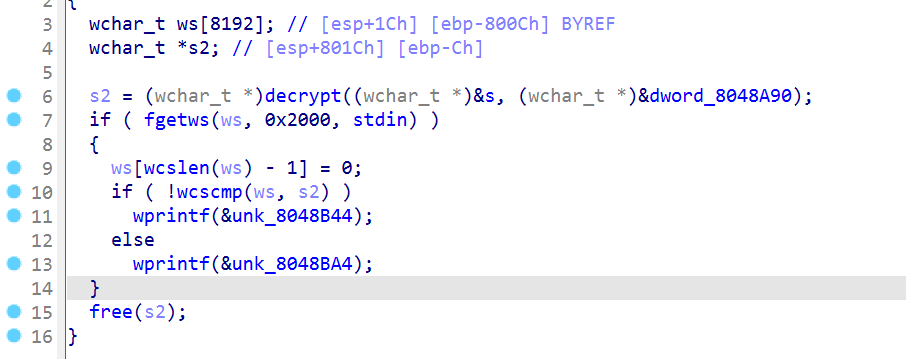 2 {
3 wchar_t ws[8192]; // [esp+1Ch] [ebp-800Ch] BYREF
4 wchar_t *s2; // [esp+801Ch] [ebp-Ch]
5
6 s2 = (wchar_t *)decrypt((wchar_t *)&s, (wchar_t *)&dword_8048A90);
7 if ( fgetws(ws, 0x2000, stdin) )
8 {
9 ws[wcslen(ws) - 1] = 0;
10 if ( !wcscmp(ws, s2) )
11 wprintf(&unk_8048B44);
12 else
13 wprintf(&unk_8048BA4);
14 }
15 free(s2);
16 }